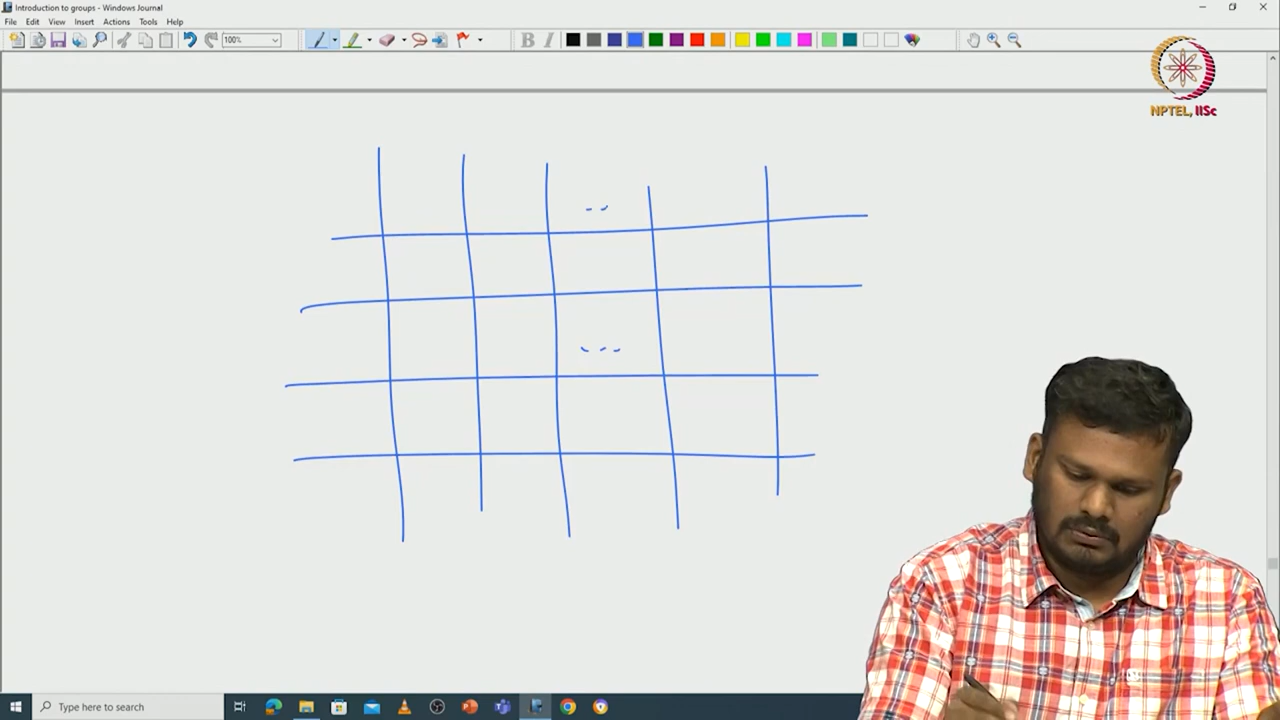 Introduction to groups - Windows Journal
File Edit View Insert Actions Tools Help
100% B I
NPTEL, IISc
Type here to search